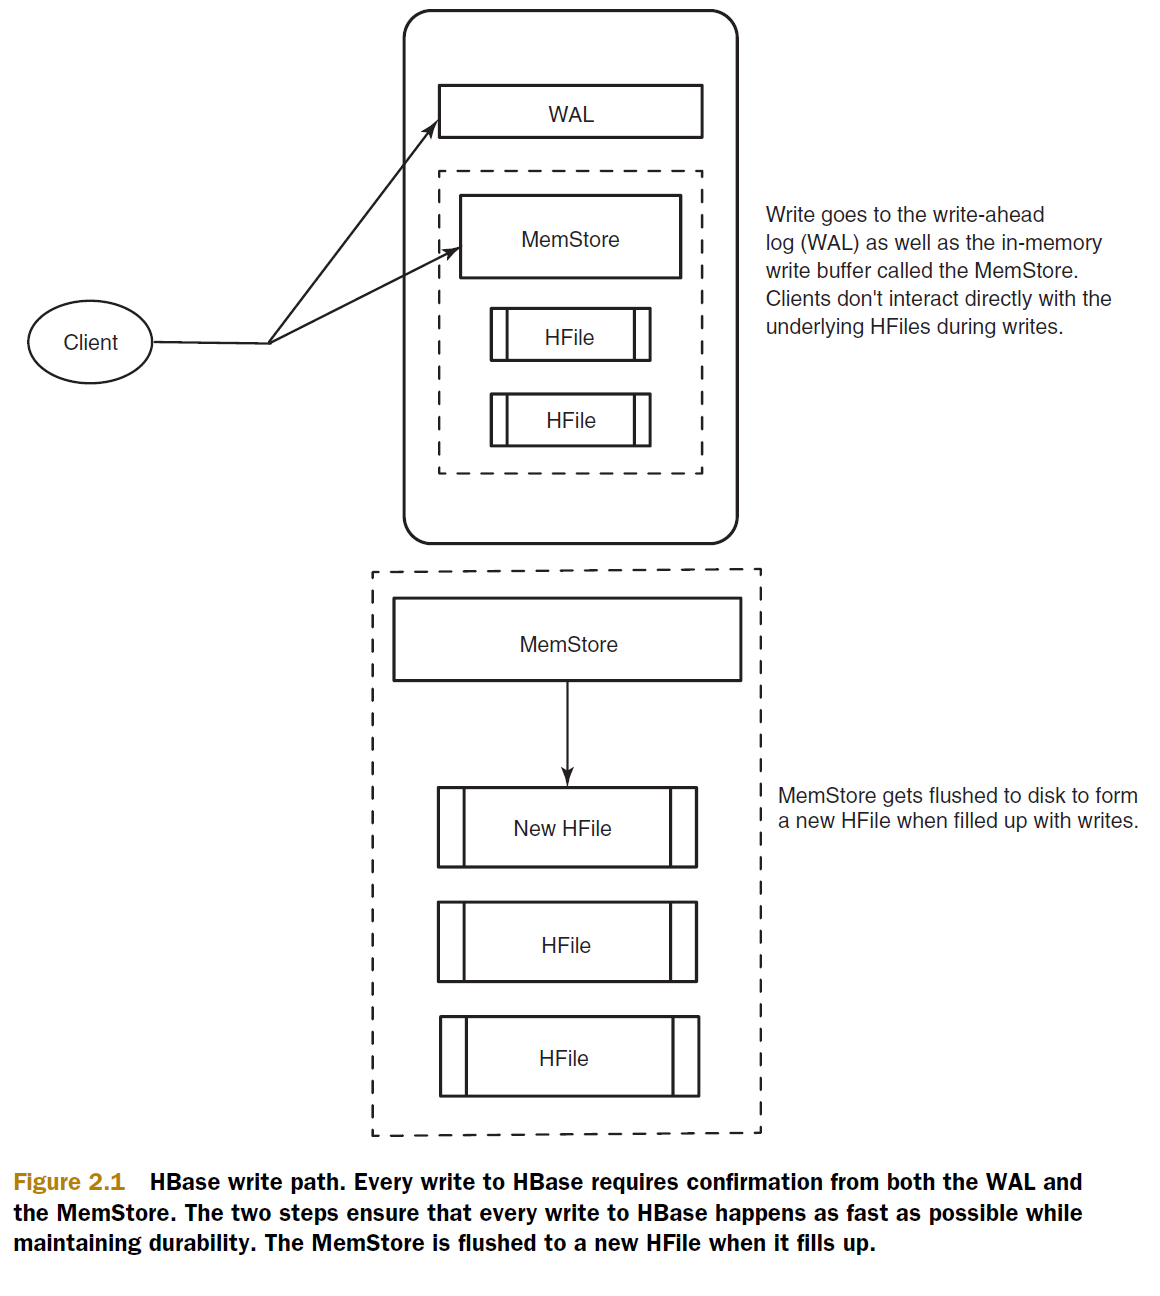 WAL
MemStore
HFile
HFile
Client
Write goes to the write-ahead
log (WAL) as well as the in-memory
write buffer called the MemStore.
Clients don't interact directly with the
underlying HFiles during writes.
MemStore
New HFile
HFile
HFile
MemStore gets flushed to disk to form
a new HFile when filled up with writes.
Figure 2.1 HBase write path. Every write to HBase requires confirmation from both the WAL and
the MemStore. The two steps ensure that every write to HBase happens as fast as possible while
maintaining durability. The MemStore is flushed to a new HFile when it fills up.